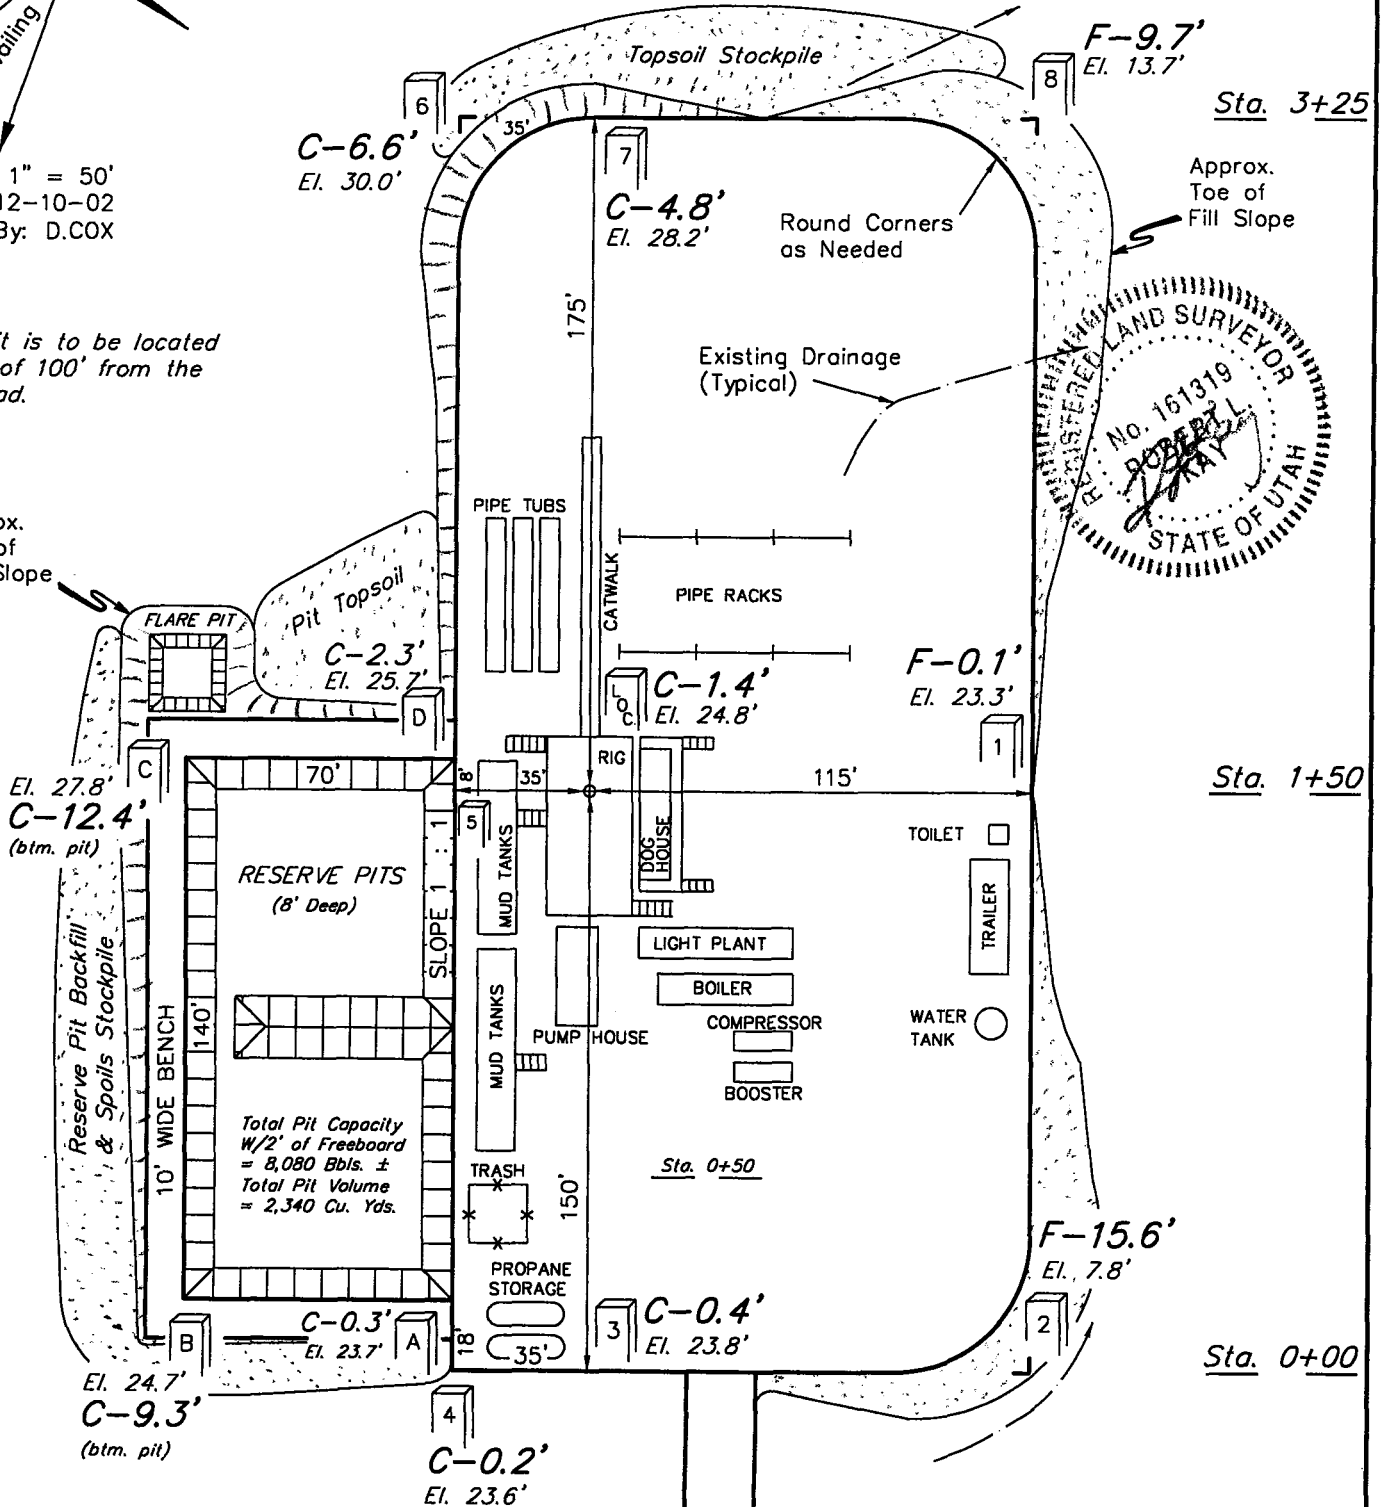 ailing
Topsoil Stockpile
F-9.7'
El. 13.7'
8
6
Sta. 3+25
35'
C-6.6'
El. 30.0'
7
1" = 50'
12-10-02
By: D.COX
C-4.8'
El. 28.2'
Round Corners
as Needed
Approx.
Toe of
Fill Slope
175'
it is to be located
of 100' from the
ad.
Existing Drainage
(Typical)
REGISTERED LAND SURVEYOR
No. 161319
ROBERT L.
KAY
STATE OF UTAH
PIPE TUBS
CATWALK
PIPE RACKS
ox.
of
Slope
FLARE PIT
Pit Topsoil
C-2.3'
El. 25.7'
D
L
O
C.
C-1.4'
El. 24.8'
F-0.1'
El. 23.3'
1
C
El. 27.8'
C-12.4'
(btm. pit)
70'
8'
35'
RIG
115'
Sta. 1+50
5
MUD TANKS
DOG
HOUSE
TOILET
RESERVE PITS
(8' Deep)
SLOPE 1 : 1
TRAILER
LIGHT PLANT
BOILER
Reserve Pit Backfill
& Spoils Stockpile
10' WIDE BENCH
140'
MUD TANKS
PUMP HOUSE
COMPRESSOR
BOOSTER
WATER
TANK
Total Pit Capacity
W/2' of Freeboard
= 8,080 Bbls. ±
Total Pit Volume
= 2,340 Cu. Yds.
TRASH
150'
Sta. 0+50
PROPANE
STORAGE
F-15.6'
El. 7.8'
2
B
C-0.3'
El. 23.7'
A
18'
35'
3
C-0.4'
El. 23.8'
Sta. 0+00
El. 24.7'
C-9.3'
(btm. pit)
4
C-0.2'
El. 23.6'